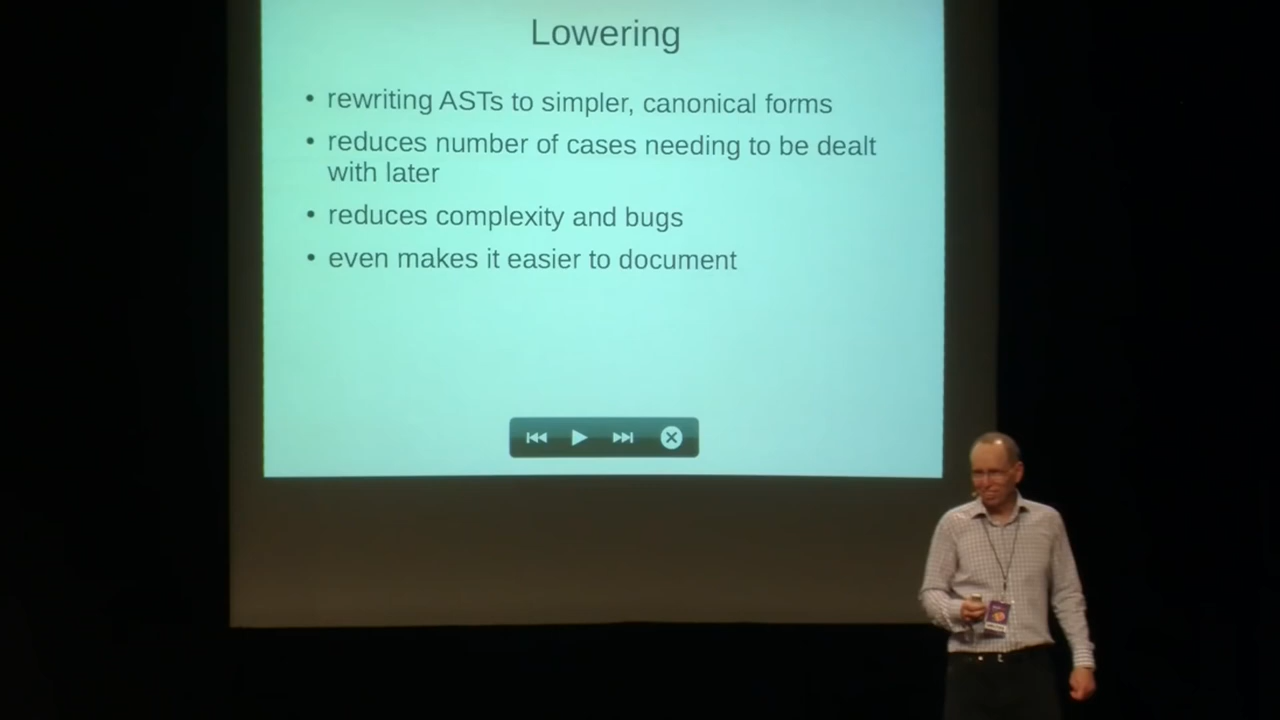 Lowering
• rewriting ASTs to simpler, canonical forms
• reduces number of cases needing to be dealt
with later
• reduces complexity and bugs
• even makes it easier to document